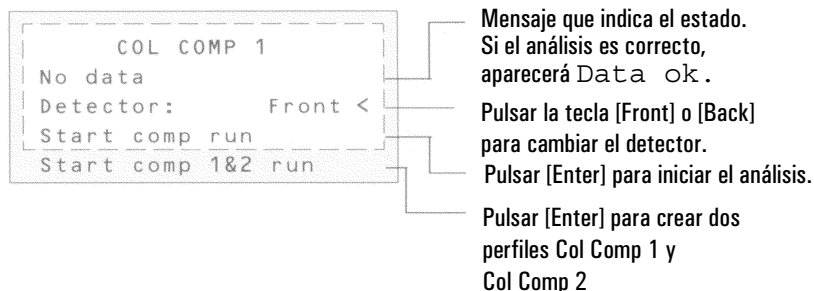 COL COMP 1
No data
Detector: Front <
Start comp run
Start comp 1&2 run
Mensaje que indica el estado.
Si el análisis es correcto,
aparecerá Data ok.
Pulsar la tecla [Front] o [Back]
para cambiar el detector.
Pulsar [Enter] para iniciar el análisis.
Pulsar [Enter] para crear dos
perfiles Col Comp 1 y
Col Comp 2